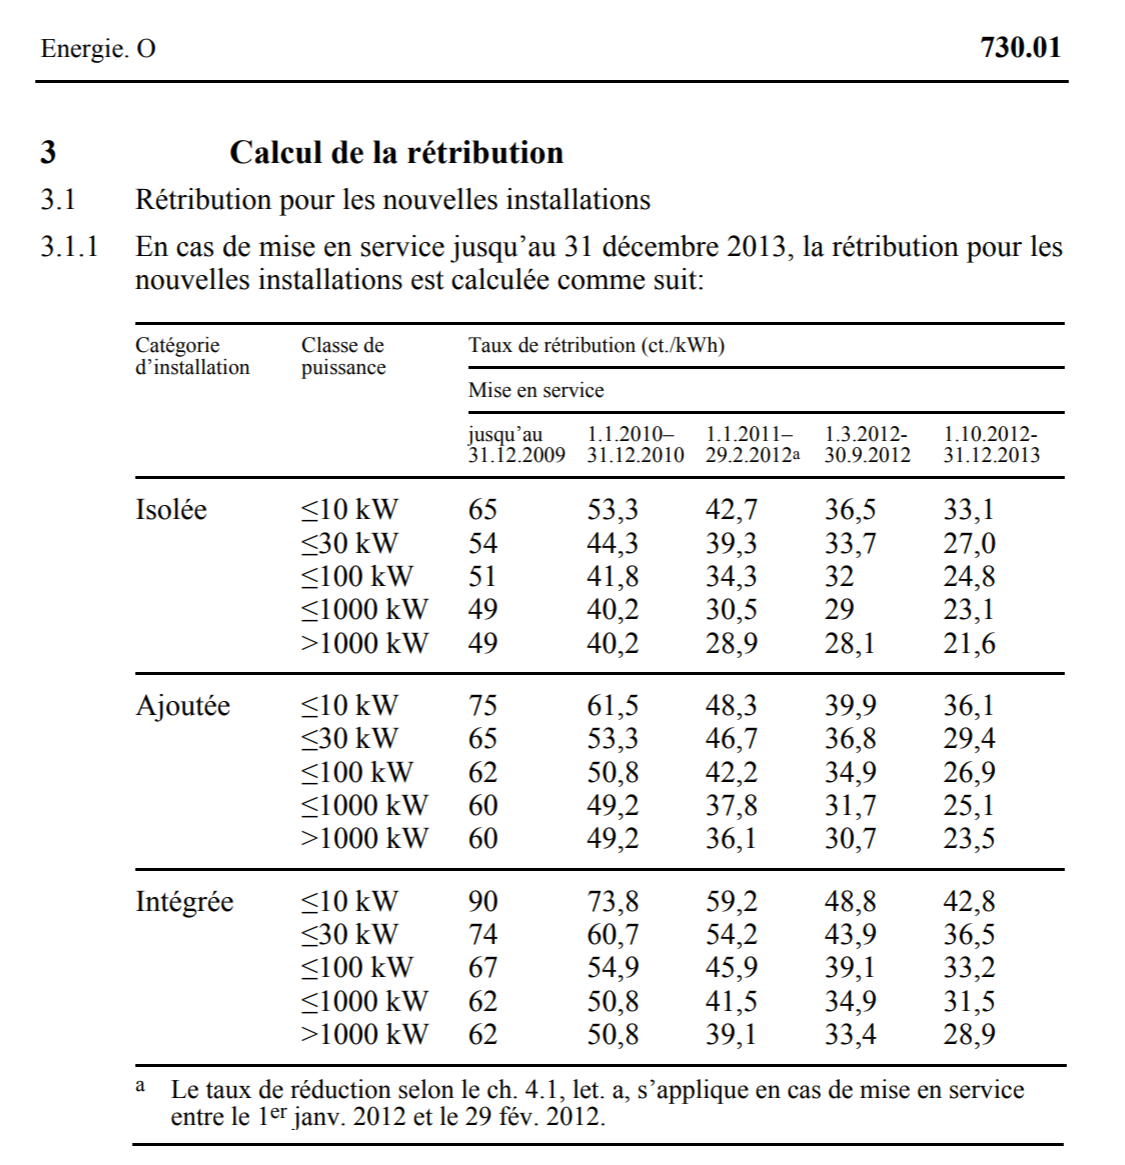 Energie. O 730.01
3 Calcul de la rétribution
3.1 Rétribution pour les nouvelles installations
3.1.1 En cas de mise en service jusqu’au 31 décembre 2013, la rétribution pour les
nouvelles installations est calculée comme suit:
Catégorie Classe de Taux de rétribution (ct./kWh)
d’installation puissance
Mise en service
jusqu’au 1.1.2010– 1.1.2011– 1.3.2012- 1.10.2012-
31.12.2009 31.12.2010 29.2.2012a 30.9.2012 31.12.2013
Isolée ≤10 kW 65 53,3 42,7 36,5 33,1
≤30 kW 54 44,3 39,3 33,7 27,0
≤100 kW 51 41,8 34,3 32 24,8
≤1000 kW 49 40,2 30,5 29 23,1
>1000 kW 49 40,2 28,9 28,1 21,6
Ajoutée ≤10 kW 75 61,5 48,3 39,9 36,1
≤30 kW 65 53,3 46,7 36,8 29,4
≤100 kW 62 50,8 42,2 34,9 26,9
≤1000 kW 60 49,2 37,8 31,7 25,1
>1000 kW 60 49,2 36,1 30,7 23,5
Intégrée ≤10 kW 90 73,8 59,2 48,8 42,8
≤30 kW 74 60,7 54,2 43,9 36,5
≤100 kW 67 54,9 45,9 39,1 33,2
≤1000 kW 62 50,8 41,5 34,9 31,5
>1000 kW 62 50,8 39,1 33,4 28,9
a Le taux de réduction selon le ch. 4.1, let. a, s’applique en cas de mise en service
entre le 1er janv. 2012 et le 29 fév. 2012.